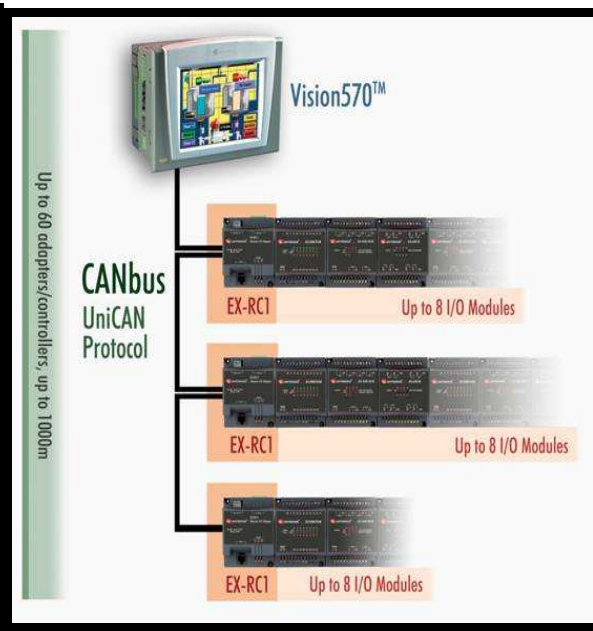 Vision570™
Up to 60 adapters/controllers, up to 1000m
CANbus
UniCAN
Protocol
EX-RC1
Up to 8 I/O Modules
EX-RC1
Up to 8 I/O Modules
EX-RC1
Up to 8 I/O Modules